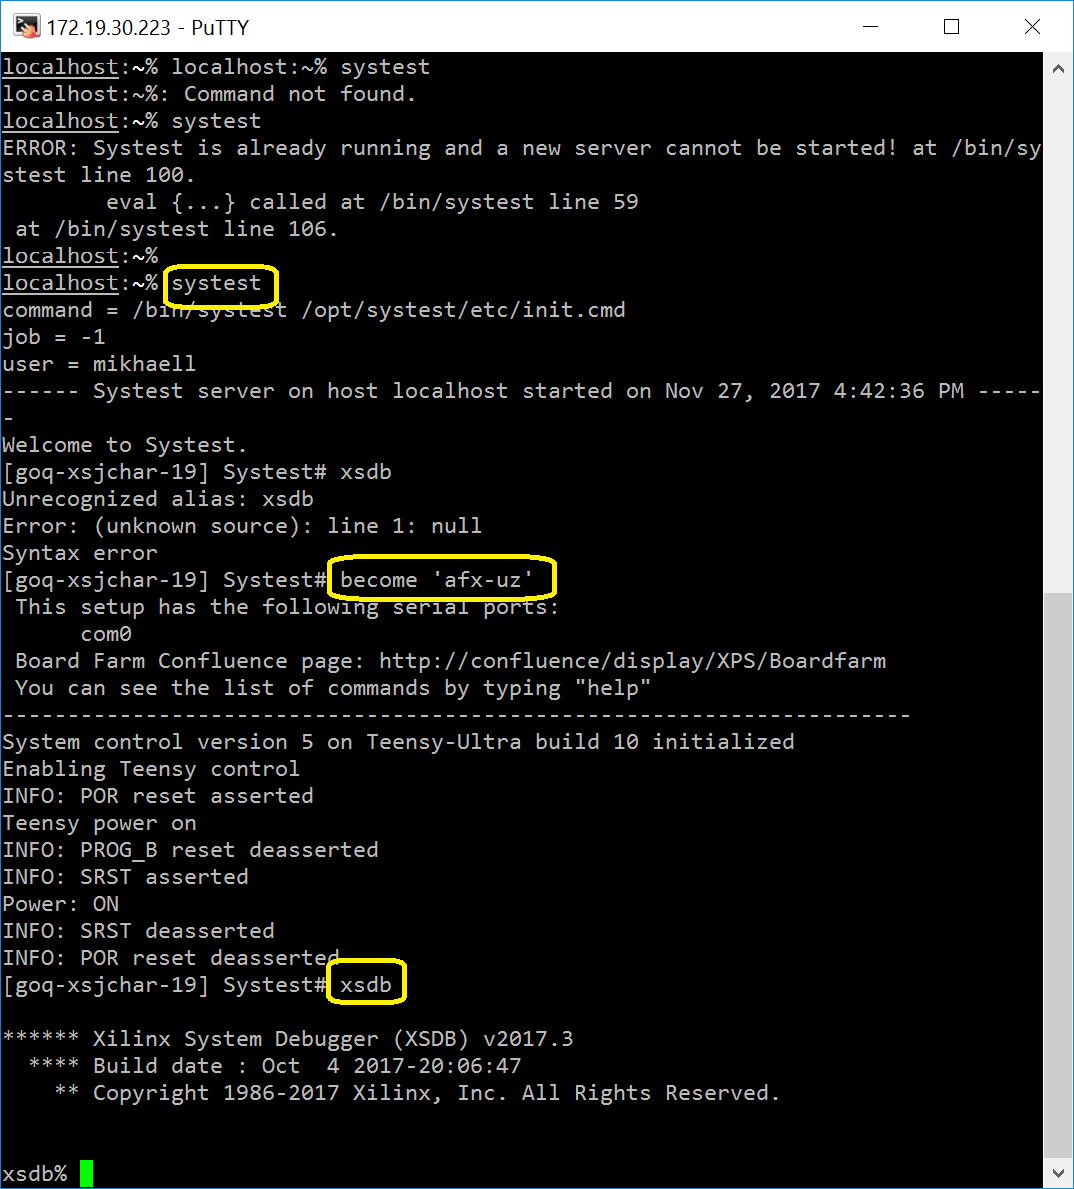 172.19.30.223 - PuTTY
localhost:~% localhost:~% systest
localhost:~%: Command not found.
localhost:~% systest
ERROR: Systest is already running and a new server cannot be started! at /bin/sy
stest line 100.
        eval {...} called at /bin/systest line 59
 at /bin/systest line 106.
localhost:~%
localhost:~% systest
command = /bin/systest /opt/systest/etc/init.cmd
job = -1
user = mikhaell
------ Systest server on host localhost started on Nov 27, 2017 4:42:36 PM -----
-
Welcome to Systest.
[goq-xsjchar-19] Systest# xsdb
Unrecognized alias: xsdb
Error: (unknown source): line 1: null
Syntax error
[goq-xsjchar-19] Systest# become 'afx-uz'
 This setup has the following serial ports:
      com0
 Board Farm Confluence page: http://confluence/display/XPS/Boardfarm
 You can see the list of commands by typing "help"
----------------------------------------------------------------------
System control version 5 on Teensy-Ultra build 10 initialized
Enabling Teensy control
INFO: POR reset asserted
Teensy power on
INFO: PROG_B reset deasserted
INFO: SRST asserted
Power: ON
INFO: SRST deasserted
INFO: POR reset deasserted
[goq-xsjchar-19] Systest# xsdb
****** Xilinx System Debugger (XSDB) v2017.3
  **** Build date : Oct  4 2017-20:06:47
    ** Copyright 1986-2017 Xilinx, Inc. All Rights Reserved.
xsdb%